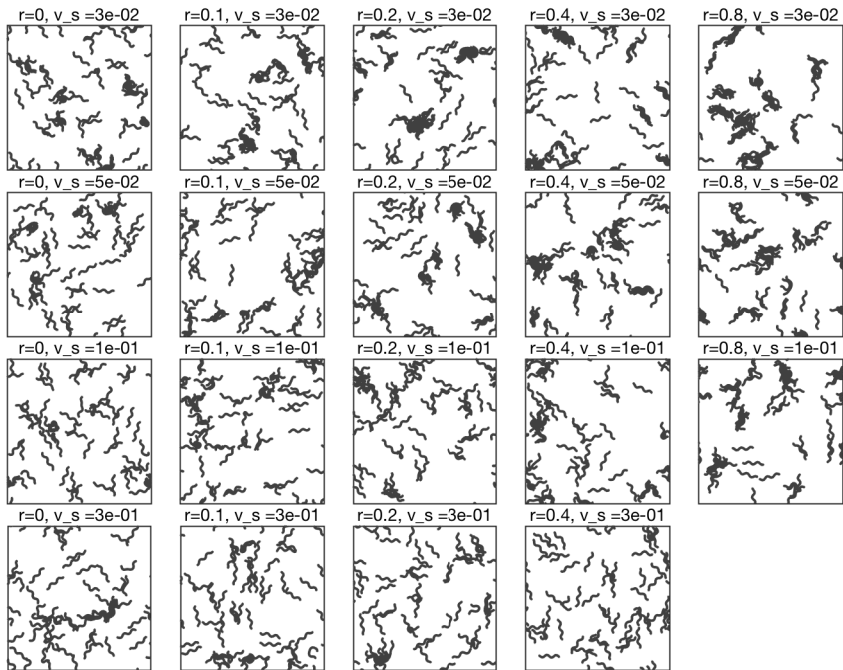 r=0, v_s =3e-02 r=0.1, v_s =3e-02 r=0.2, v_s =3e-02 r=0.4, v_s =3e-02 r=0.8, v_s =3e-02
r=0, v_s =5e-02 r=0.1, v_s =5e-02 r=0.2, v_s =5e-02 r=0.4, v_s =5e-02 r=0.8, v_s =5e-02
r=0, v_s =1e-01 r=0.1, v_s =1e-01 r=0.2, v_s =1e-01 r=0.4, v_s =1e-01 r=0.8, v_s =1e-01
r=0, v_s =3e-01 r=0.1, v_s =3e-01 r=0.2, v_s =3e-01 r=0.4, v_s =3e-01